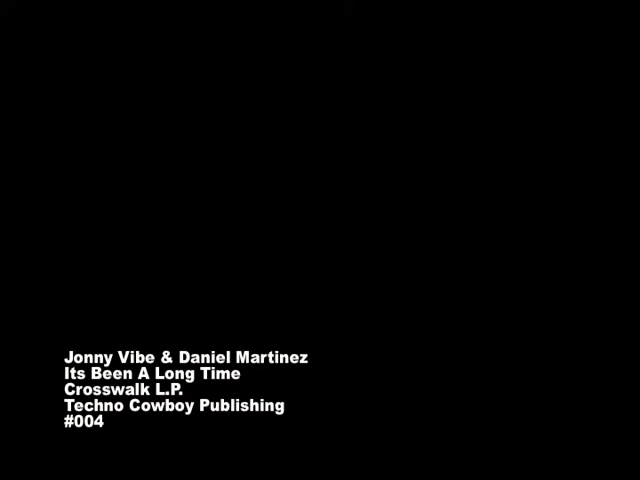 Jonny Vibe & Daniel Martinez
Its Been A Long Time
Crosswalk L.P.
Techno Cowboy Publishing
#004